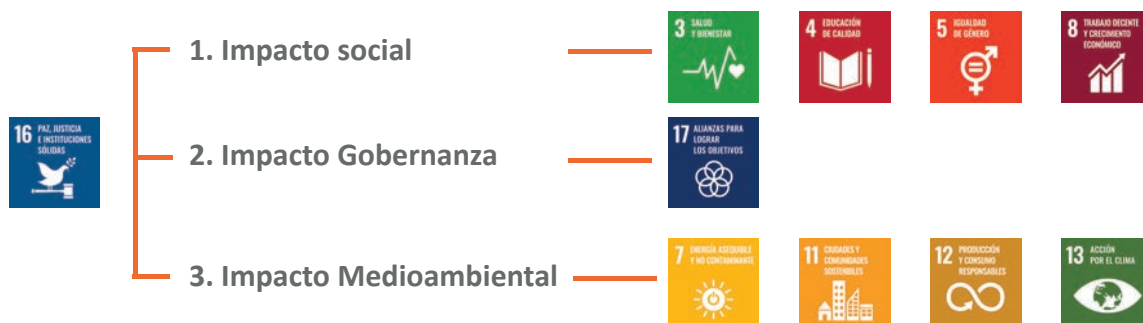 1. Impacto social
3 SALUD
Y BIENESTAR
4 EDUCACIÓN
DE CALIDAD
5 IGUALDAD
DE GÉNERO
8 TRABAJO DECENTE
Y CRECIMIENTO
ECONÓMICO
16 PAZ, JUSTICIA
E INSTITUCIONES
SÓLIDAS
2. Impacto Gobernanza
17 ALIANZAS PARA
LOGRAR
LOS OBJETIVOS
3. Impacto Medioambiental
7 ENERGÍA ASEQUIBLE
Y NO CONTAMINANTE
11 CIUDADES Y
COMUNIDADES
SOSTENIBLES
12 PRODUCCIÓN
Y CONSUMO
RESPONSABLES
13 ACCIÓN
POR EL CLIMA